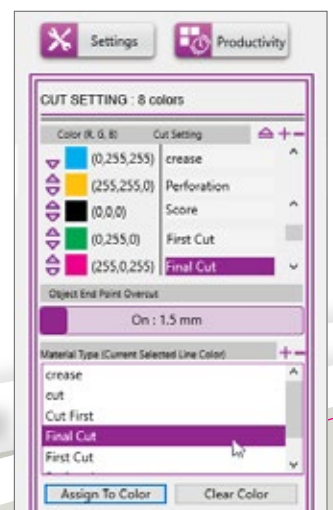 Settings Productivity
CUT SETTING : 8 colors
Color (R, G, B) Cut Setting
(0,255,255) crease
(255,255,0) Perforation
(0,0,0) Score
(0,255,0) First Cut
(255,0,255) Final Cut
Object End Point Overcut
On : 1.5 mm
Material Type (Current Selected Line Color)
crease
cut
Cut First
Final Cut
First Cut
Assign To Color Clear Color